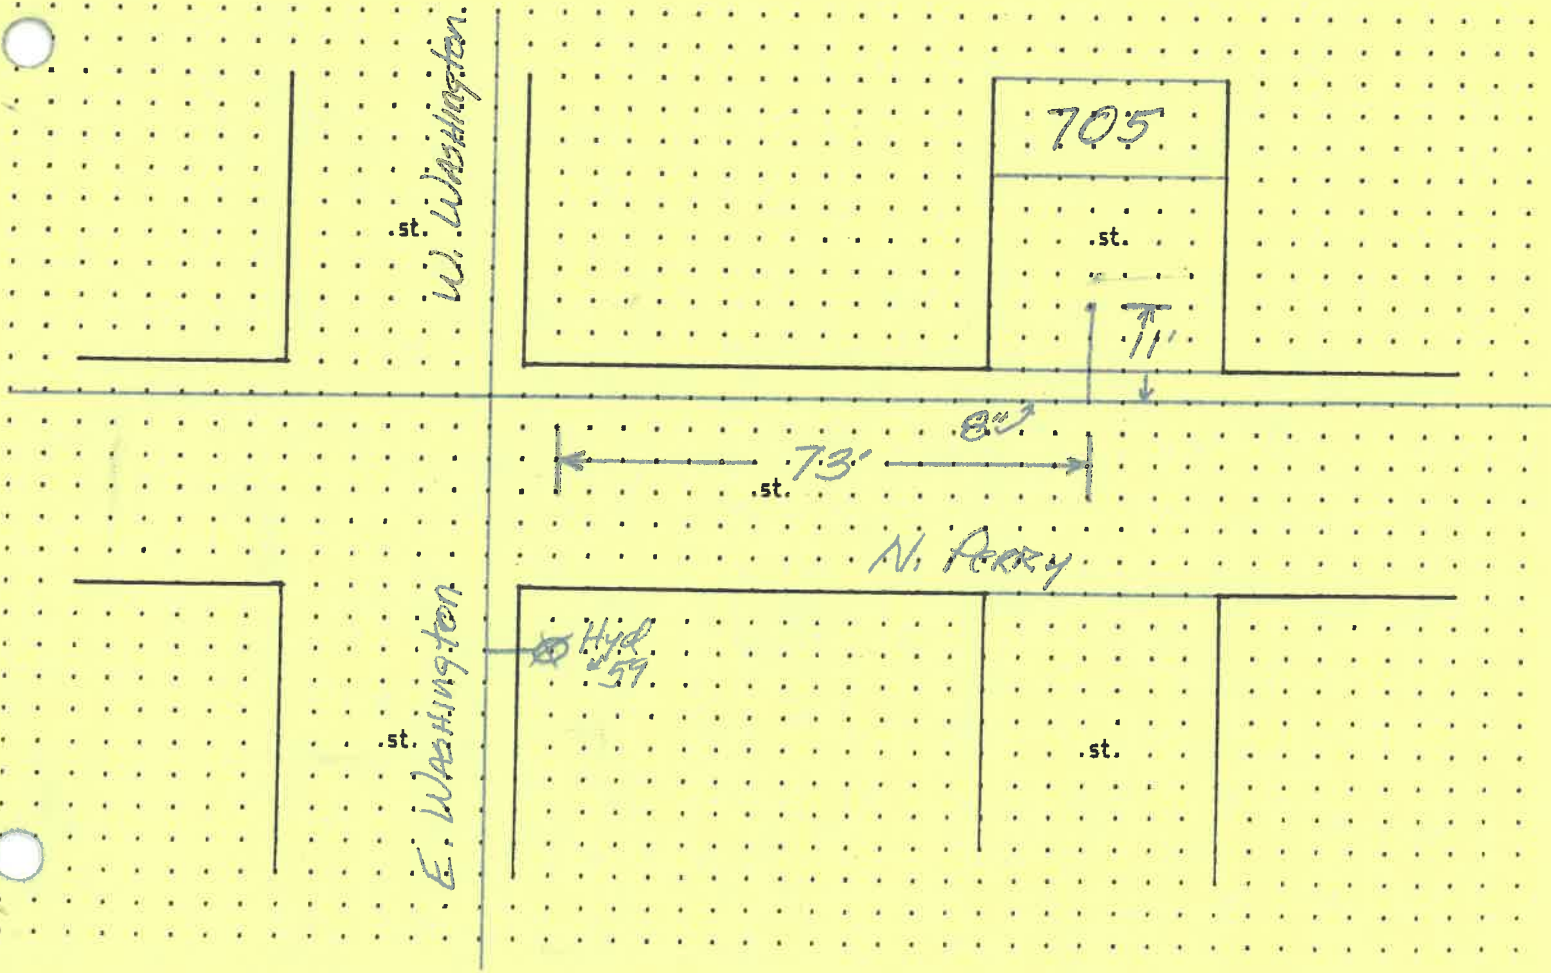 W. Washington
705
st.
st.
11'
8"
73'
st.
N. Perry
E. Washington
Hyd
#59
st.
st.